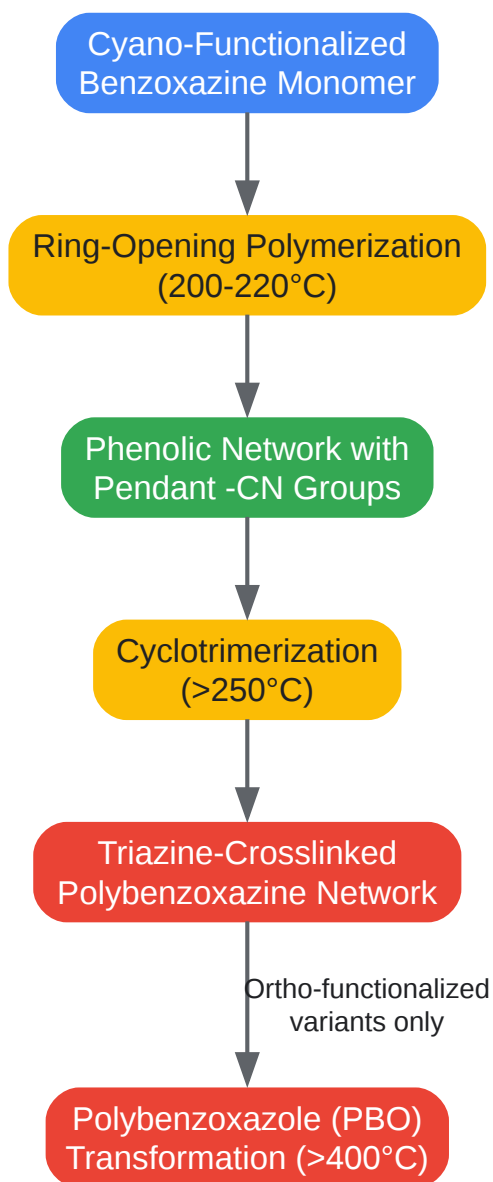 Cyano-Functionalized
Benzoxazine Monomer
Ring-Opening Polymerization
(200-220°C)
Phenolic Network with
Pendant -CN Groups
Cyclotrimerization
(>250°C)
Triazine-Crosslinked
Polybenzoxazine Network
Ortho-functionalized
variants only
Polybenzoxazole (PBO)
Transformation (>400°C)